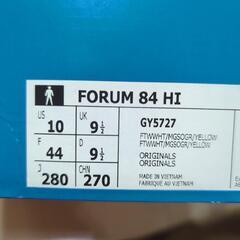 FORUM 84 HI
US 10 UK 9½
F 44 D 9½
J 280 CHN 270
GY5727
FTWWHT/MGSOGR/YELLOW
FTWWHT/MGSOGR/YELLOW
ORIGINALS
ORIGINALS
MADE IN VIETNAM
FABRIQUE AU VIETNAM